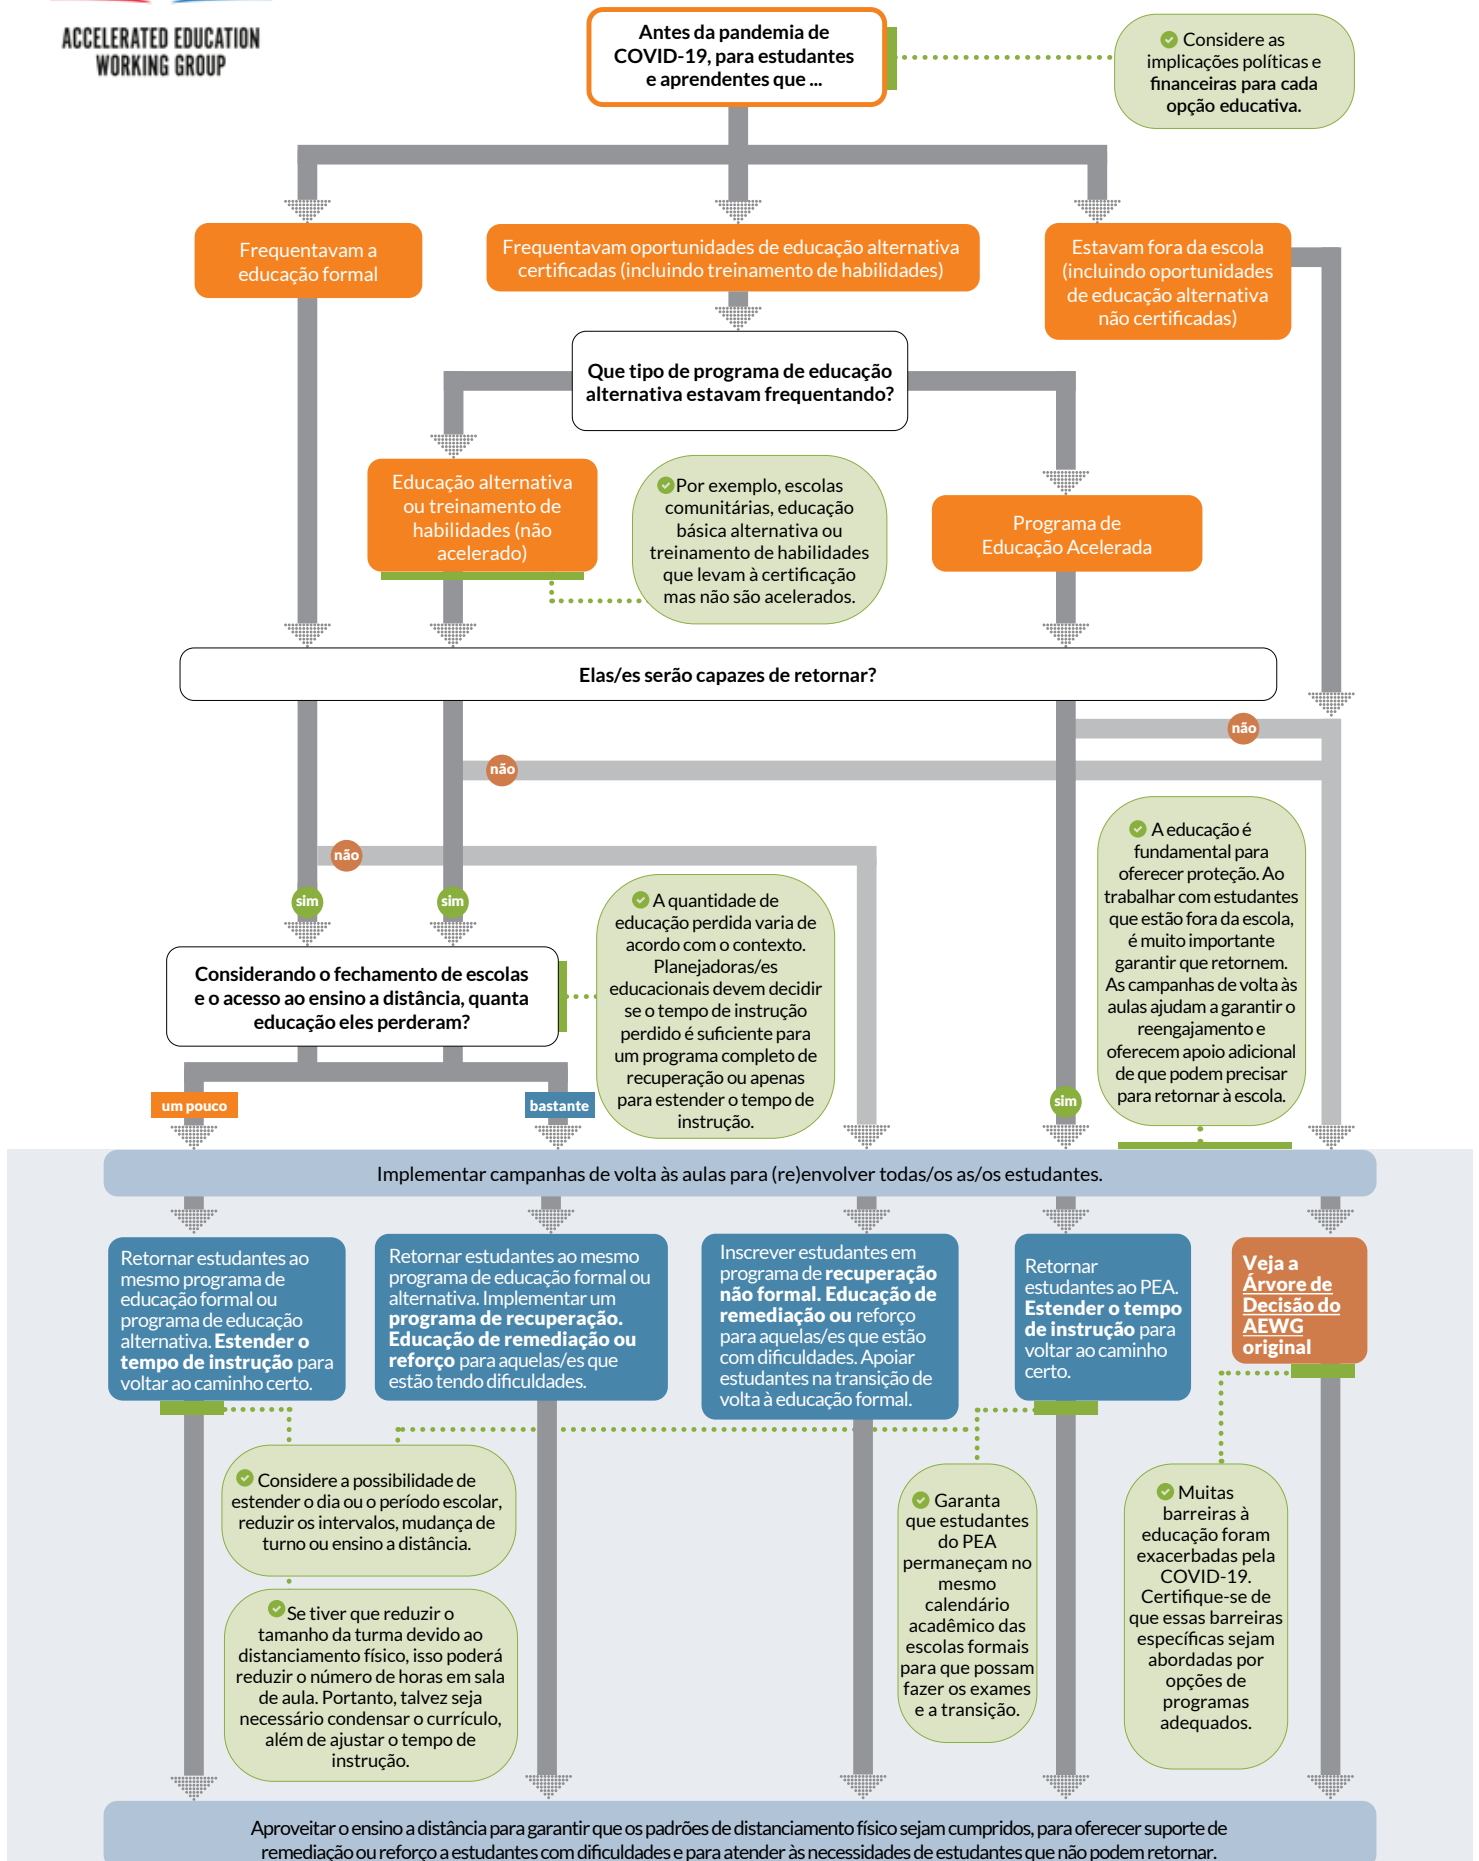 ACCELERATED EDUCATION
WORKING GROUP
Antes da pandemia de
COVID-19, para estudantes
e aprendentes que ...
Considere as
implicações políticas e
financeiras para cada
opção educativa.
Frequentavam a
educação formal
Frequentavam oportunidades de educação alternativa
certificadas (incluindo treinamento de habilidades)
Estavam fora da escola
(incluindo oportunidades
de educação alternativa
não certificadas)
Que tipo de programa de educação
alternativa estavam frequentando?
Educação alternativa
ou treinamento de
habilidades (não
acelerado)
Por exemplo, escolas
comunitárias, educação
básica alternativa ou
treinamento de habilidades
que levam à certificação
mas não são acelerados.
Programa de
Educação Acelerada
Elas/es serão capazes de retornar?
não
não
não
sim
sim
A educação é
fundamental para
oferecer proteção. Ao
trabalhar com estudantes
que estão fora da escola,
é muito importante
garantir que retornem.
As campanhas de volta às
aulas ajudam a garantir o
reengajamento e
oferecem apoio adicional
de que podem precisar
para retornar à escola.
Considerando o fechamento de escolas
e o acesso ao ensino a distância, quanta
educação eles perderam?
A quantidade de
educação perdida varia de
acordo com o contexto.
Planejadoras/es
educacionais devem decidir
se o tempo de instrução
perdido é suficiente para
um programa completo de
recuperação ou apenas
para estender o tempo de
instrução.
um pouco
bastante
sim
Implementar campanhas de volta às aulas para (re)envolver todas/os as/os estudantes.
Retornar estudantes ao
mesmo programa de
educação formal ou
programa de educação
alternativa. Estender o
tempo de instrução para
voltar ao caminho certo.
Retornar estudantes ao mesmo
programa de educação formal ou
alternativa. Implementar um
programa de recuperação.
Educação de remediação ou
reforço para aquelas/es que
estão tendo dificuldades.
Inscrever estudantes em
programa de recuperação
não formal. Educação de
remediação ou reforço
para aquelas/es que estão
com dificuldades. Apoiar
estudantes na transição de
volta à educação formal.
Retornar
estudantes ao PEA.
Estender o tempo
de instrução para
voltar ao caminho
certo.
Veja a
Árvore de
Decisão do
AEWG
original
Considere a possibilidade de
estender o dia ou o período escolar,
reduzir os intervalos, mudança de
turno ou ensino a distância.
Se tiver que reduzir o
tamanho da turma devido ao
distanciamento físico, isso poderá
reduzir o número de horas em sala
de aula. Portanto, talvez seja
necessário condensar o currículo,
além de ajustar o tempo de
instrução.
Garanta
que estudantes
do PEA
permaneçam no
mesmo
calendário
acadêmico das
escolas formais
para que possam
fazer os exames
e a transição.
Muitas
barreiras à
educação foram
exacerbadas pela
COVID-19.
Certifique-se de
que essas barreiras
específicas sejam
abordadas por
opções de
programas
adequados.
Aproveitar o ensino a distância para garantir que os padrões de distanciamento físico sejam cumpridos, para oferecer suporte de
remediação ou reforço a estudantes com dificuldades e para atender às necessidades de estudantes que não podem retornar.